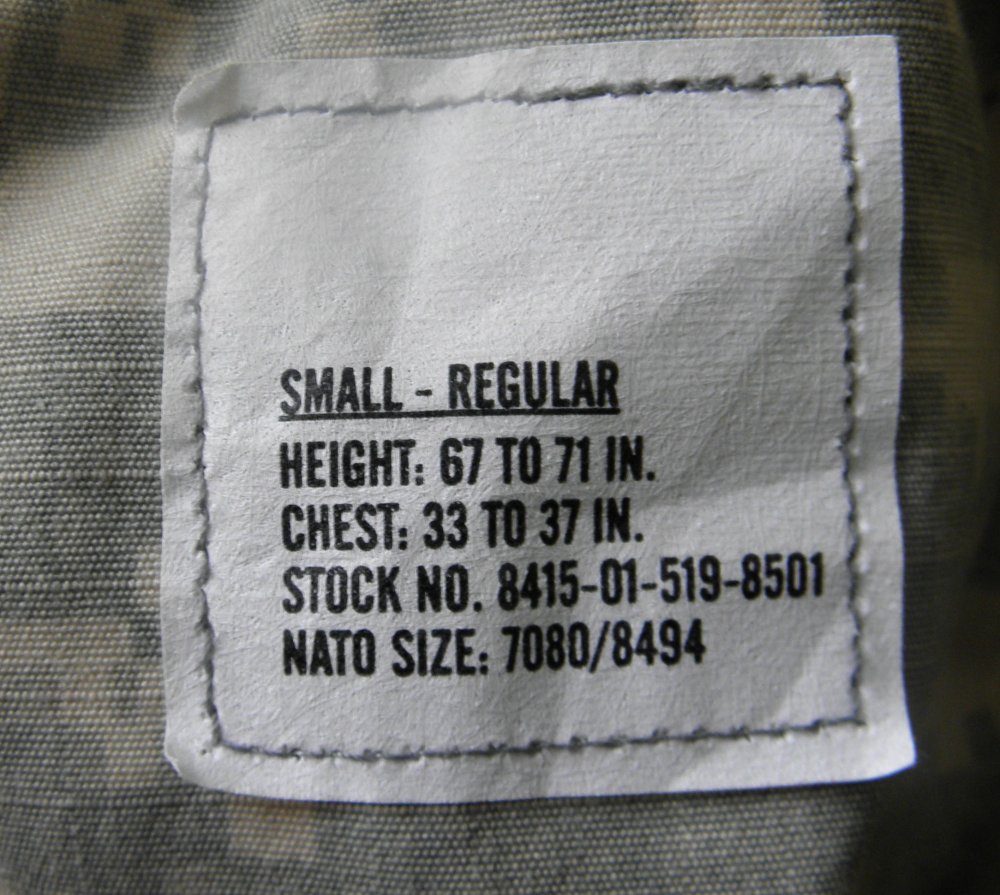 SMALL - REGULAR
HEIGHT: 67 TO 71 IN.
CHEST: 33 TO 37 IN.
STOCK NO. 8415-01-519-8501
NATO SIZE: 7080/8494